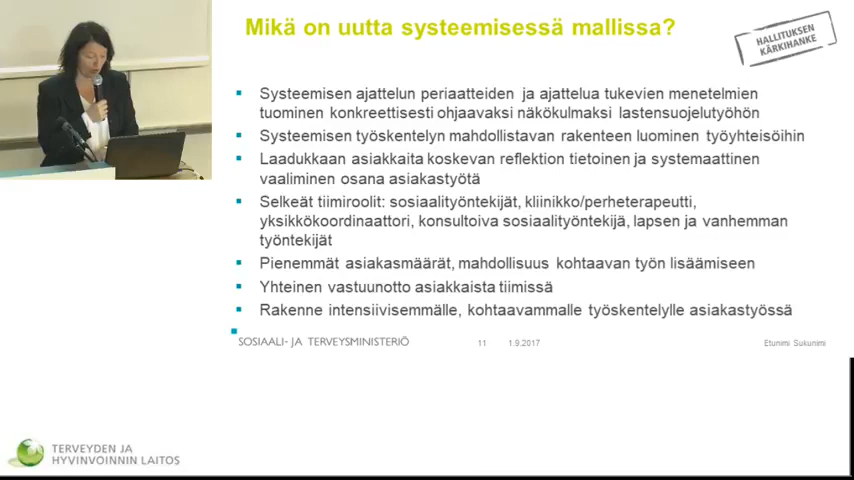 Mikä on uutta systeemisessä mallissa?
HALLITUKSEN
KÄRKIHANKE
Systeemisen ajattelun periaatteiden ja ajattelua tukevien menetelmien
tuominen konkreettisesti ohjaavaksi näkökulmaksi lastensuojelutyöhön
Systeemisen työskentelyn mahdollistavan rakenteen luominen työyhteisöihin
Laadukkaan asiakkaita koskevan reflektion tietoinen ja systemaattinen
vaaliminen osana asiakastyötä
Selkeät tiimiroolit: sosiaalityöntekijät, kliinikko/perheterapeutti,
yksikkökoordinaattori, konsultoiva sosiaalityöntekijä, lapsen ja vanhemman
työntekijät
Pienemmät asiakasmäärät, mahdollisuus kohtaavan työn lisäämiseen
Yhteinen vastuunotto asiakkaista tiimissä
Rakenne intensiivisemmälle, kohtaavammalle työskentelylle asiakastyössä
SOSIAALI- JA TERVEYSMINISTERIÖ 11 1.9.2017 Etunimi Sukunimi
TERVEYDEN JA
HYVINVOINNIN LAITOS